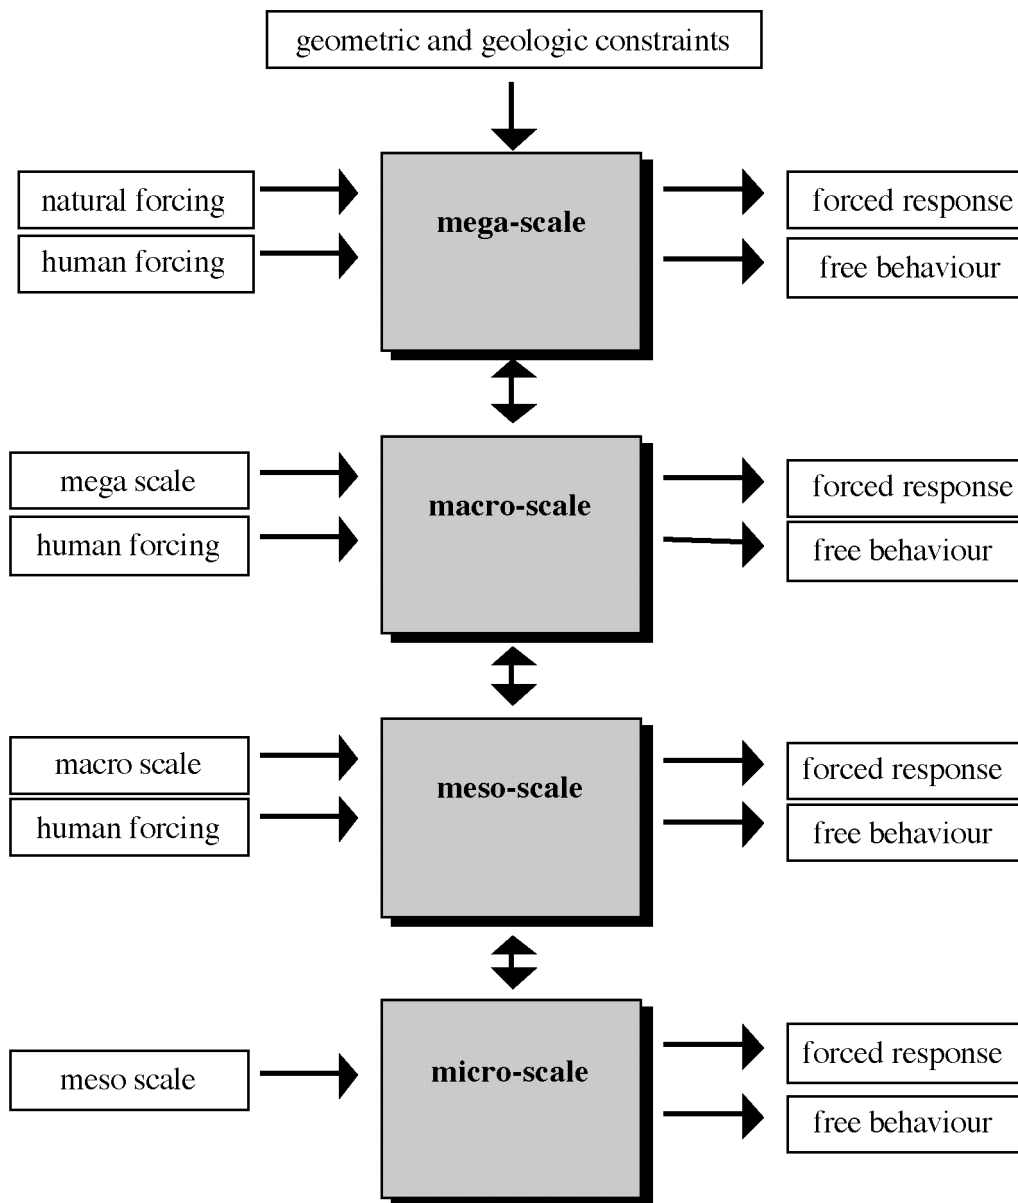 geometric and geologic constraints
natural forcing
human forcing
mega-scale
forced response
free behaviour
mega scale
human forcing
macro-scale
forced response
free behaviour
macro scale
human forcing
meso-scale
forced response
free behaviour
meso scale
micro-scale
forced response
free behaviour